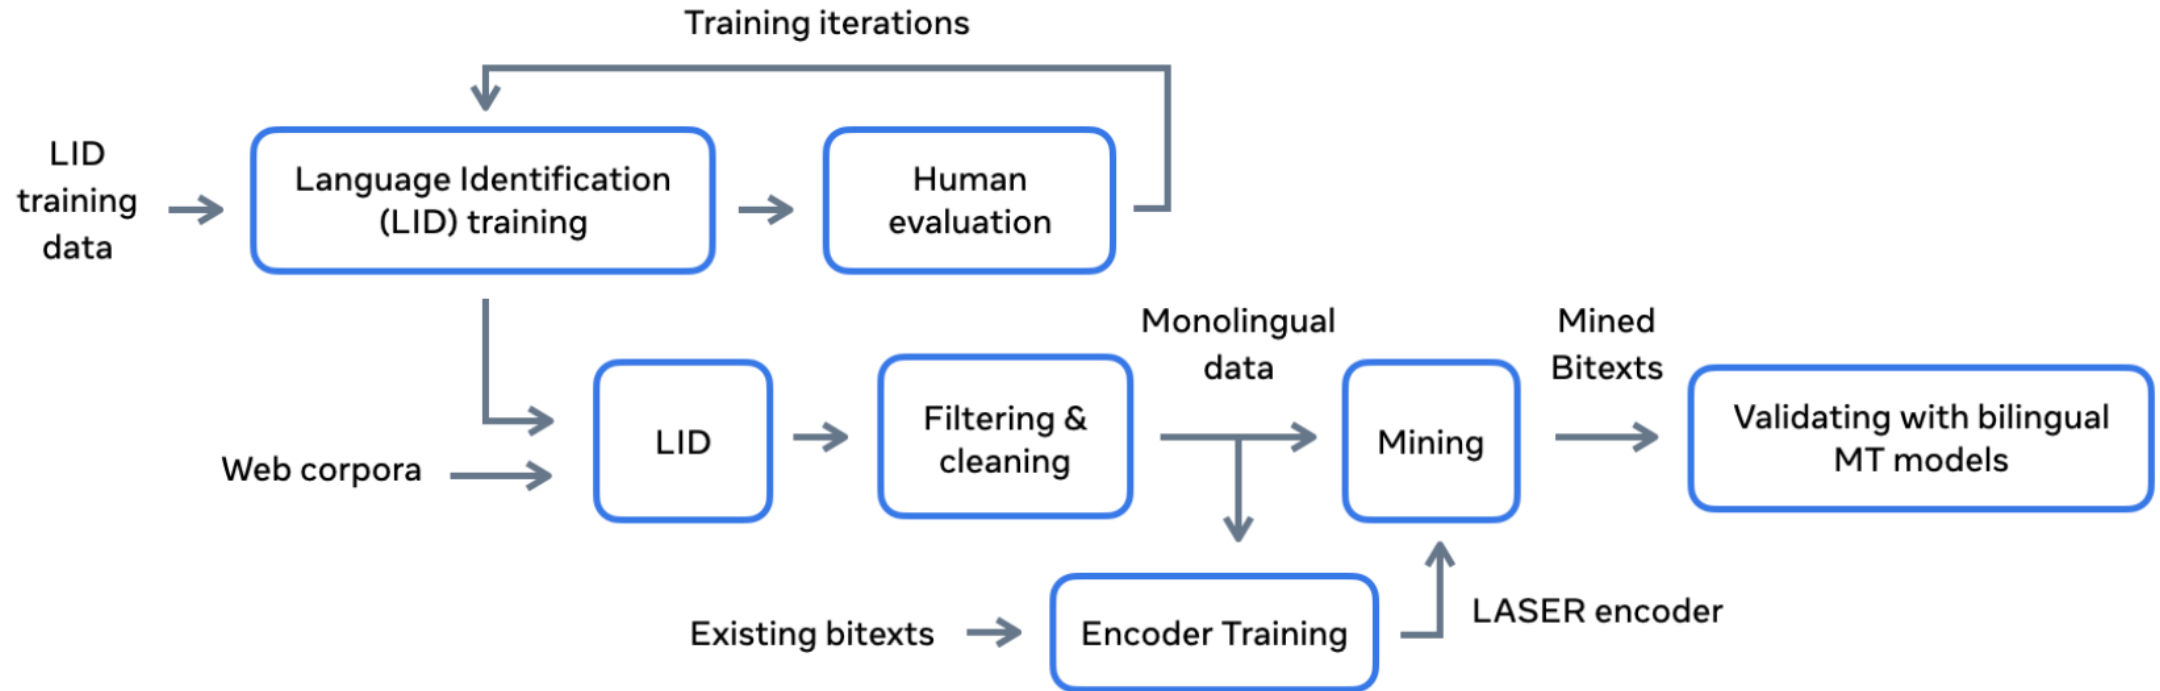 Training iterations
LID
training
data
Language Identification
(LID) training
Human
evaluation
Monolingual
data
Mined
Bitexts
Web corpora
LID
Filtering &
cleaning
Mining
Validating with bilingual
MT models
Existing bitexts
Encoder Training
LASER encoder